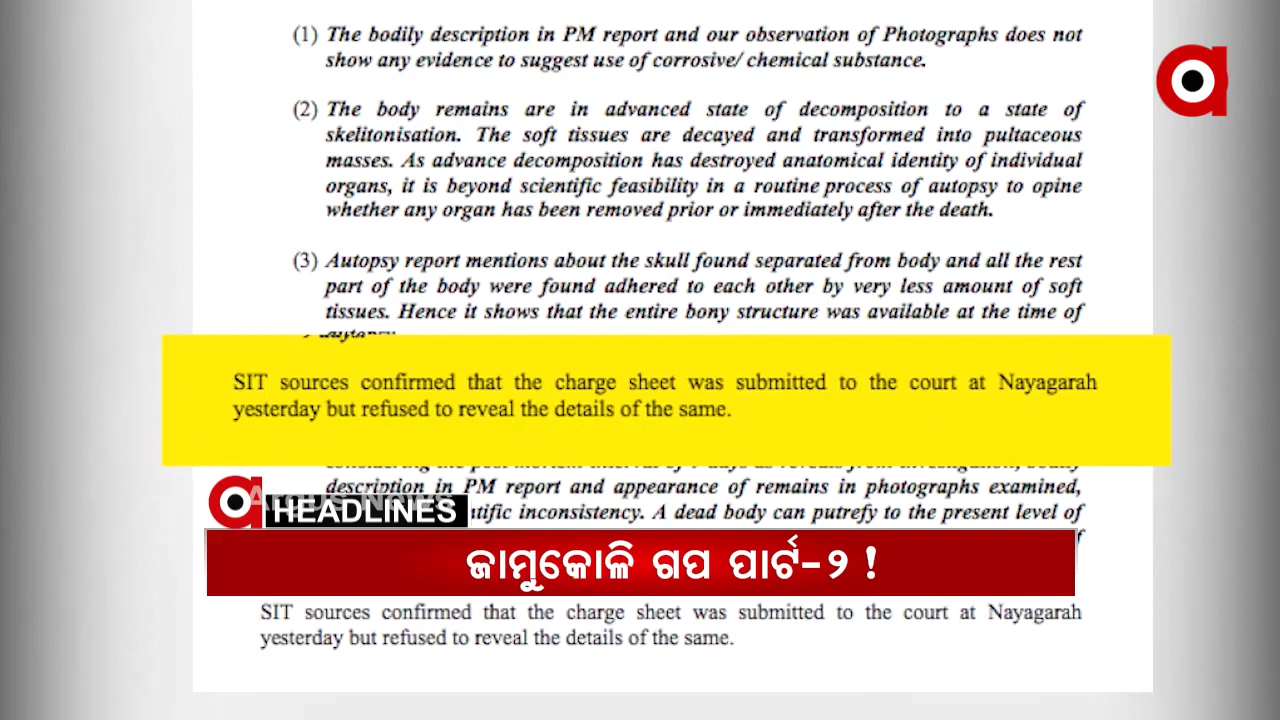 (1) The bodily description in PM report and our observation of Photographs does not
show any evidence to suggest use of corrosive/ chemical substance.
(2) The body remains are in advanced state of decomposition to a state of
skelitonisation. The soft tissues are decayed and transformed into pultaceous
masses. As advance decomposition has destroyed anatomical identity of individual
organs, it is beyond scientific feasibility in a routine process of autopsy to opine
whether any organ has been removed prior or immediately after the death.
(3) Autopsy report mentions about the skull found separated from body and all the rest
part of the body were found adhered to each other by very less amount of soft
tissues. Hence it shows that the entire bony structure was available at the time of
autopsy.
SIT sources confirmed that the charge sheet was submitted to the court at Nayagarah
yesterday but refused to reveal the details of the same.
description in PM report and appearance of remains in photographs examined,
inconsistency. A dead body can putrefy to the present level of
ARGUS NEWS
HEADLINES
ଜାମୁକୋଳି ଗପ ପାର୍ଟ-୨ !
SIT sources confirmed that the charge sheet was submitted to the court at Nayagarah
yesterday but refused to reveal the details of the same.